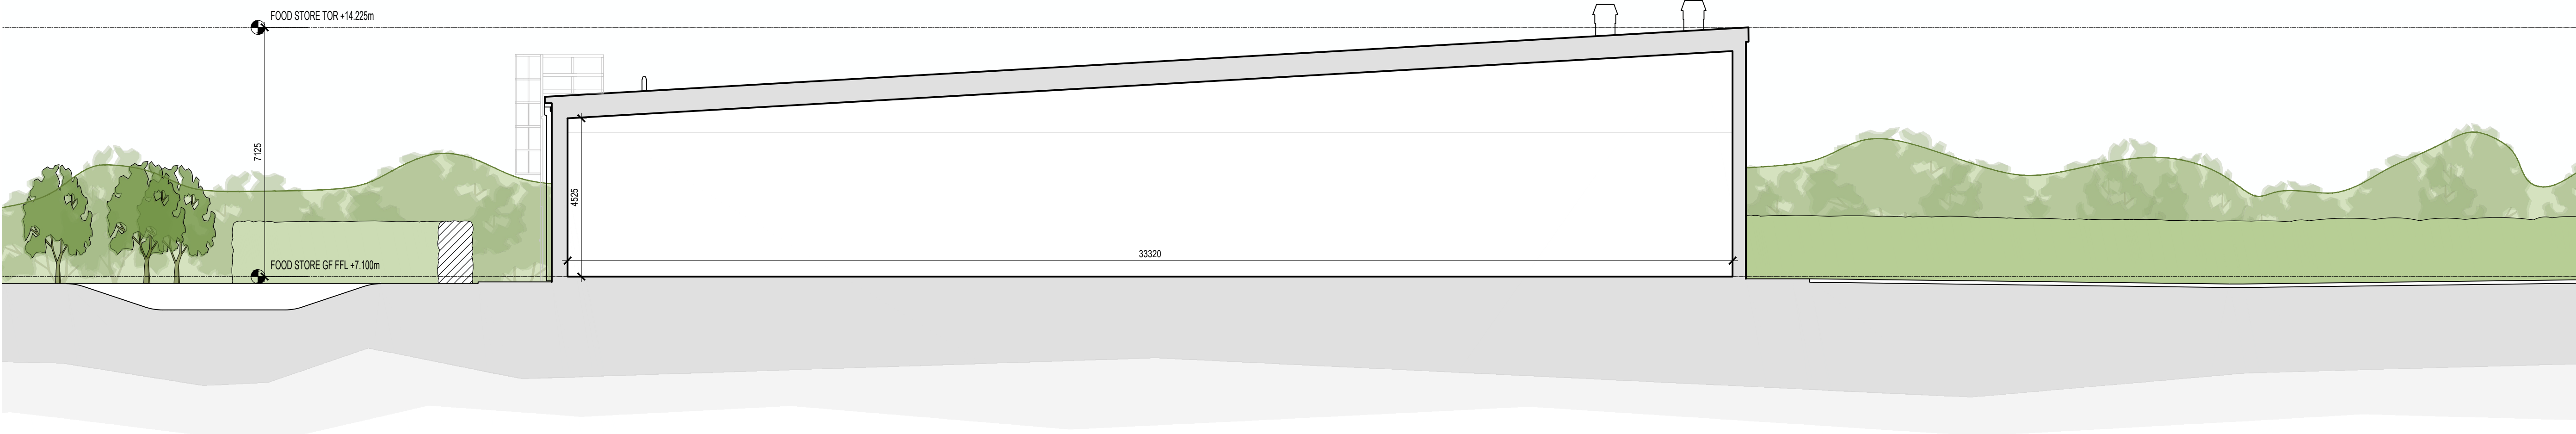 FOOD STORE TOR +14.225m
7125
4525
33320
FOOD STORE GF FFL +7.100m